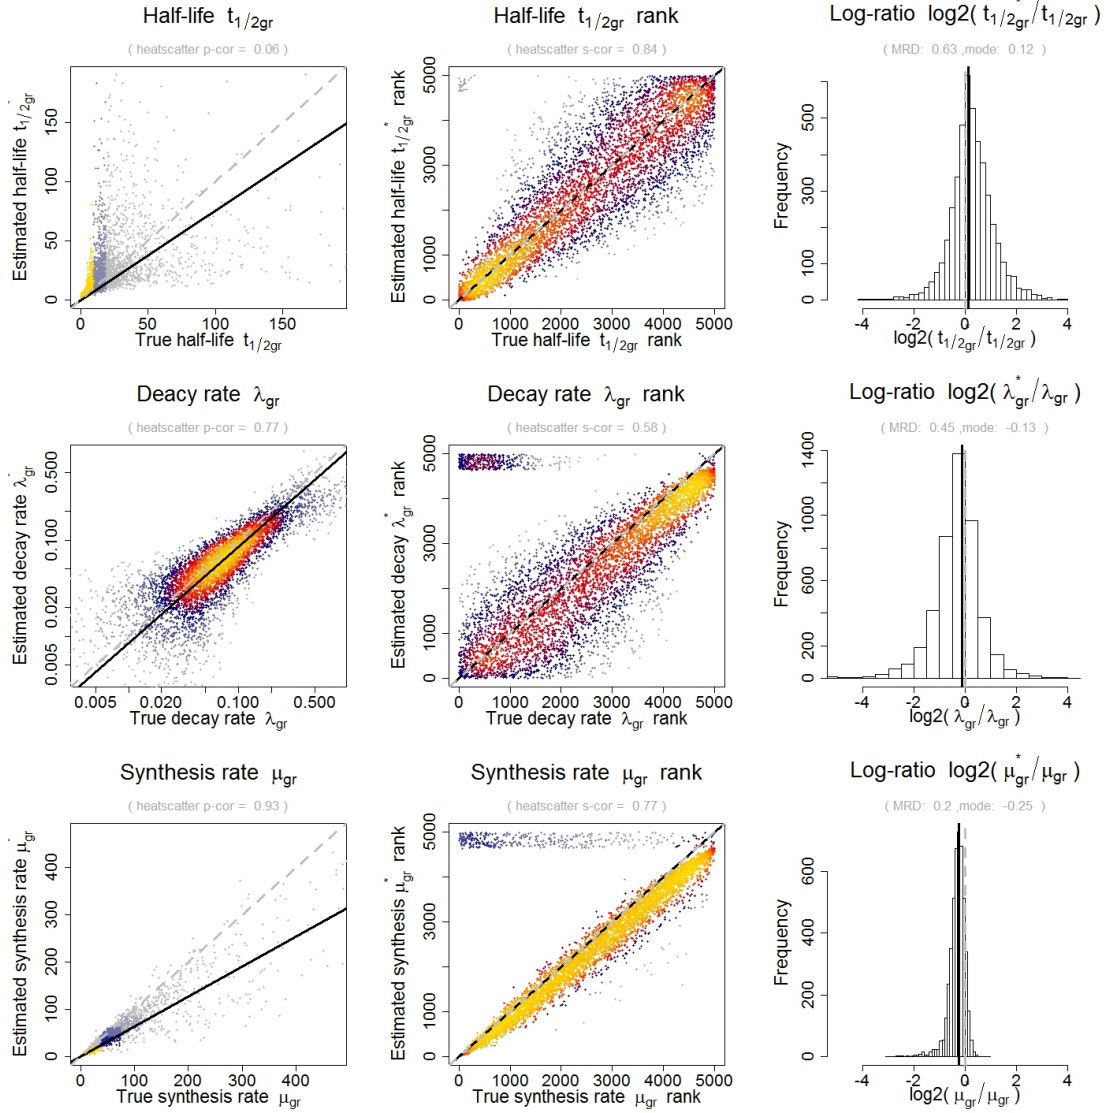 Half-life t1/2gr
( heatscatter p-cor = 0.06 )
Estimated half-life t*1/2gr
0 50 100 150
0 50 100 150
True half-life t1/2gr
Half-life t1/2gr rank
( heatscatter s-cor = 0.84 )
Estimated half-life t*1/2gr rank
0 1000 3000 5000
0 1000 2000 3000 4000 5000
True half-life t1/2gr rank
Log-ratio log2( t*1/2gr/t1/2gr )
( MRD: 0.63 ,mode: 0.12 )
Frequency
0 100 300 500
-4 -2 0 2 4
log2( t1/2gr/t1/2gr )
Deacy rate λgr
( heatscatter p-cor = 0.77 )
Estimated decay rate λ*gr
0.005 0.020 0.100 0.500
0.005 0.020 0.100 0.500
True decay rate λgr
Decay rate λgr rank
( heatscatter s-cor = 0.58 )
Estimated decay rate λ*gr rank
0 1000 3000 5000
0 1000 2000 3000 4000 5000
True decay rate λgr rank
Log-ratio log2( λ*gr/λgr )
( MRD: 0.45 ,mode: -0.13 )
Frequency
0 200 600 1000 1400
-4 -2 0 2 4
log2( λgr/λgr )
Synthesis rate μgr
( heatscatter p-cor = 0.93 )
Estimated synthesis rate μ*gr
0 100 200 300 400
0 100 200 300 400
True synthesis rate μgr
Synthesis rate μgr rank
( heatscatter s-cor = 0.77 )
Estimated synthesis rate μ*gr rank
0 1000 3000 5000
0 1000 2000 3000 4000 5000
True synthesis rate μgr rank
Log-ratio log2( μ*gr/μgr )
( MRD: 0.2 ,mode: -0.25 )
Frequency
0 200 400 600
-4 -2 0 2 4
log2( μgr/μgr )